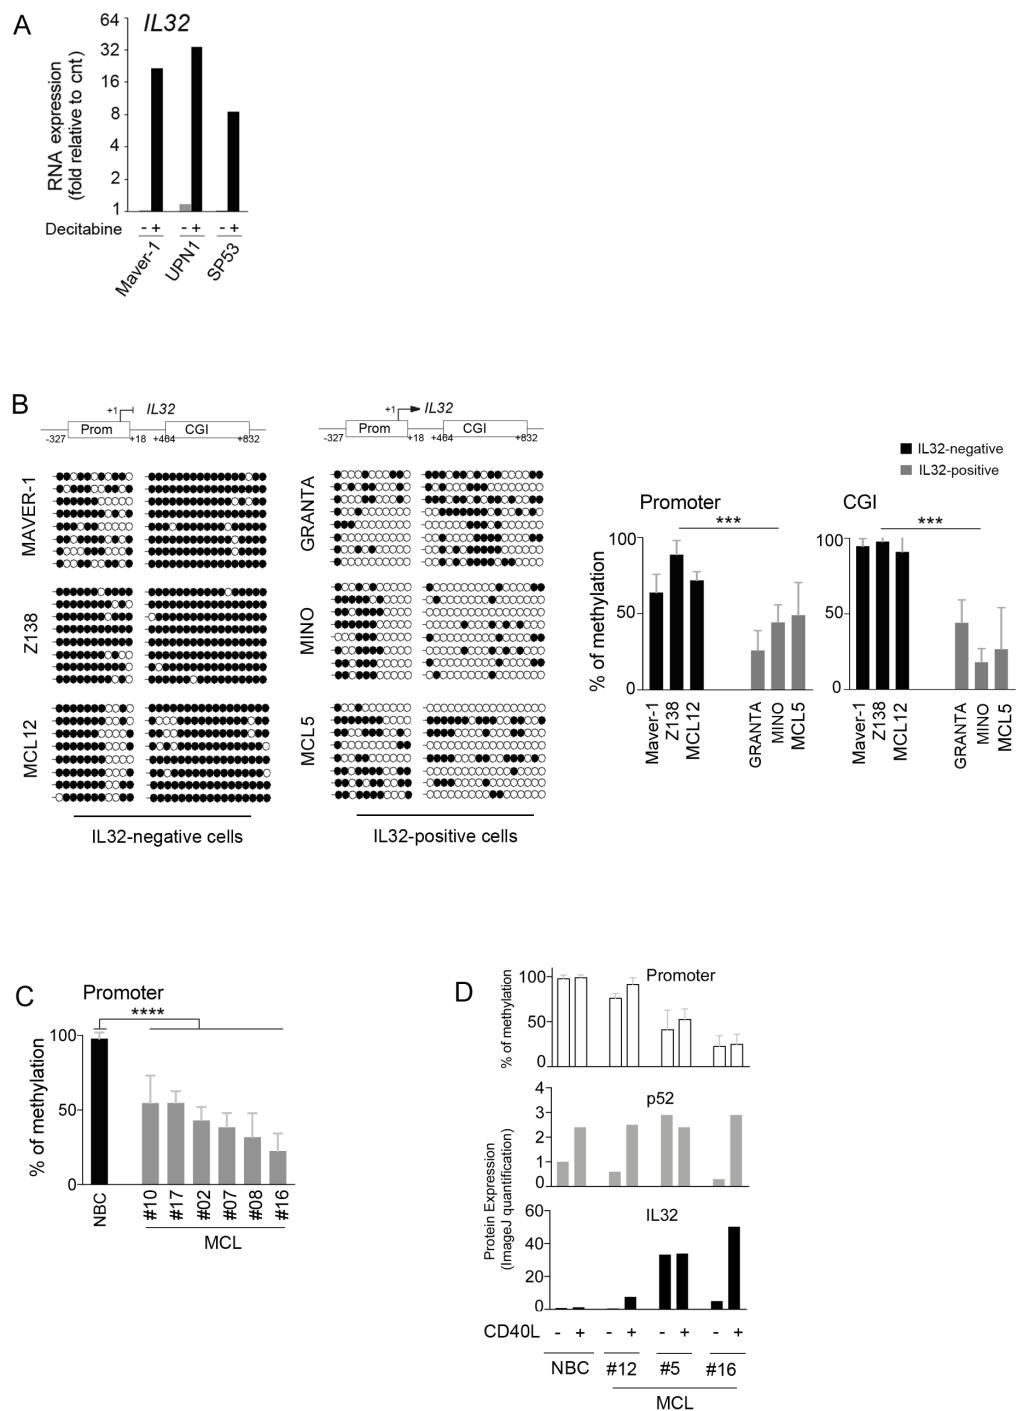 A
IL32
RNA expression
(fold relative to cnt)
64
32
16
8
4
2
1
Decitabine
- + - + - +
Maver-1 UPN1 SP53
B
+1 IL32
Prom CGI
-327 +18 +464 +832
MAVER-1
Z138
MCL12
IL32-negative cells
+1 IL32
Prom CGI
-327 +18 +464 +832
GRANTA
MINO
MCL5
IL32-positive cells
IL32-negative
IL32-positive
Promoter
***
% of methylation
100
50
0
Maver-1 Z138 MCL12 GRANTA MINO MCL5
CGI
***
100
50
0
Maver-1 Z138 MCL12 GRANTA MINO MCL5
C
Promoter
****
% of methylation
100
50
0
NBC #10 #17 #02 #07 #08 #16
MCL
D
Promoter
% of methylation
100
50
0
p52
4
3
2
1
0
Protein Expression
(ImageJ quantification)
IL32
60
40
20
0
CD40L - + - + - + - +
NBC #12 #5 #16
MCL